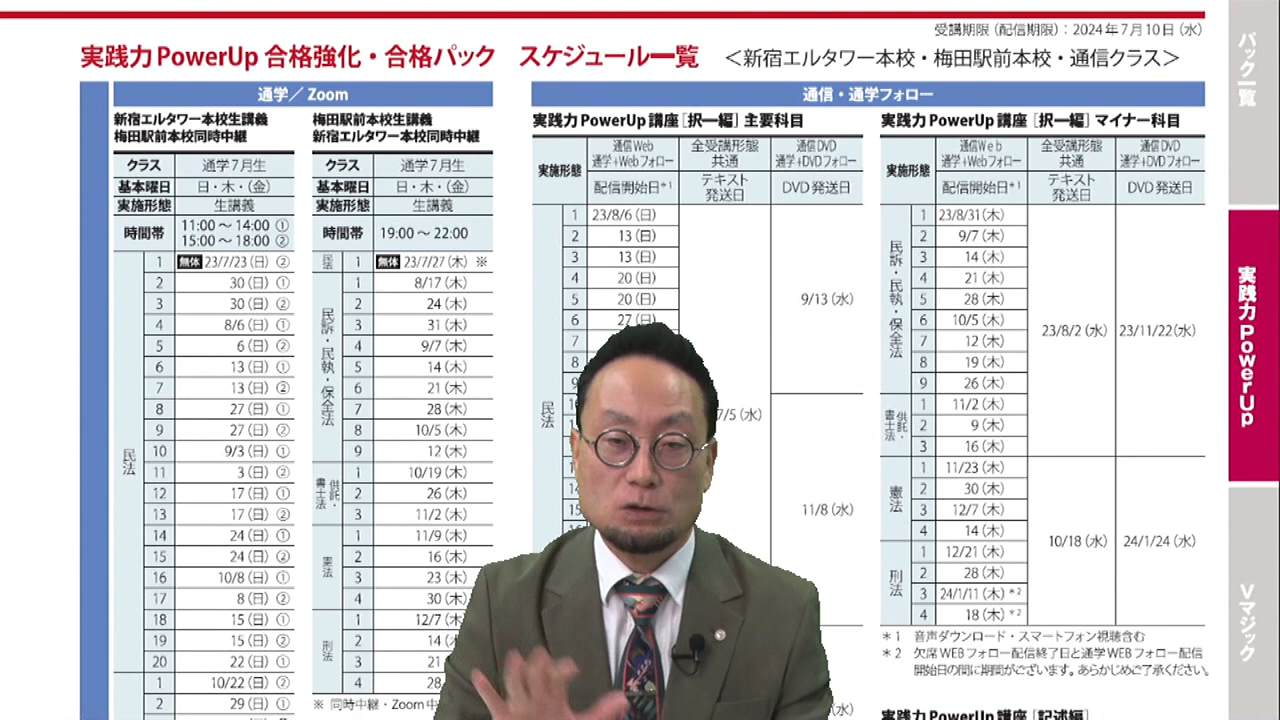 受講期限（配信期限）：2024年7月10日（水）
実践力PowerUp 合格強化・合格パック スケジュール一覧 ＜新宿エルタワー本校・梅田駅前本校・通信クラス＞
通学／Zoom
新宿エルタワー本校生講義
梅田駅前本校同時中継
クラス 通学7月生
基本曜日 日・木・（金）
実施形態 生講義
時間帯 11:00～14:00 ①
15:00～18:00 ②
民法
1 無休 23/7/23（日）②
2 30（日）①
3 30（日）②
4 8/6（日）①
5 6（日）②
6 13（日）①
7 13（日）②
8 27（日）①
9 27（日）②
10 9/3（日）①
11 3（日）②
12 17（日）①
13 17（日）②
14 24（日）①
15 24（日）②
16 10/8（日）①
17 8（日）②
18 15（日）①
19 15（日）②
20 22（日）①
1 10/22（日）②
2 29（日）①
梅田駅前本校生講義
新宿エルタワー本校同時中継
クラス 通学7月生
基本曜日 日・木・（金）
実施形態 生講義
時間帯 19:00～22:00
民法 1 無休 23/7/27（木）※
民訴・民執・保全法
1 8/17（木）
2 24（木）
3 31（木）
4 9/7（木）
5 14（木）
6 21（木）
7 28（木）
8 10/5（木）
9 12（木）
供託・書士法
1 10/19（木）
2 26（木）
3 11/2（木）
憲法
1 11/9（木）
2 16（木）
3 23（木）
4 30（木）
刑法
1 12/7（木）
2 14
3 21
4 28
※ 同時中継・Zoom中
通信・通学フォロー
実践力PowerUp講座［択一編］主要科目
実施形態
通信Web
通学+Webフォロー
配信開始日*1
全受講形態
共通
テキスト
発送日
通信DVD
通学+DVDフォロー
DVD発送日
民法
1 23/8/6（日）
2 13（日）
3 13（日）
4 20（日）
5 20（日）
6 27（日）
7
8
9
7/5（水）
9/13（水）
11/8（水）
（水）
実践力PowerUp講座［択一編］マイナー科目
実施形態
通信Web
通学+Webフォロー
配信開始日*1
全受講形態
共通
テキスト
発送日
通信DVD
通学+DVDフォロー
DVD発送日
民訴・民執・保全法
1 23/8/31（木）
2 9/7（木）
3 14（木）
4 21（木）
5 28（木）
6 10/5（木）
7 12（木）
8 19（木）
9 26（木）
23/8/2（水） 23/11/22（水）
供託・書士法
1 11/2（木）
2 9（木）
3 16（木）
憲法
1 11/23（木）
2 30（木）
3 12/7（木）
4 14（木）
刑法
1 12/21（木）
2 28（木）
3 24/1/11（木）*2
4 18（木）*2
10/18（水） 24/1/24（水）
*1 音声ダウンロード・スマートフォン視聴含む
*2 欠席WEBフォロー配信終了日と通学WEBフォロー配信
開始日の間に期間がございます。あらかじめご了承ください。
実践力PowerUp講座［記述編］
パック一覧
実践力PowerUp
Vマジック